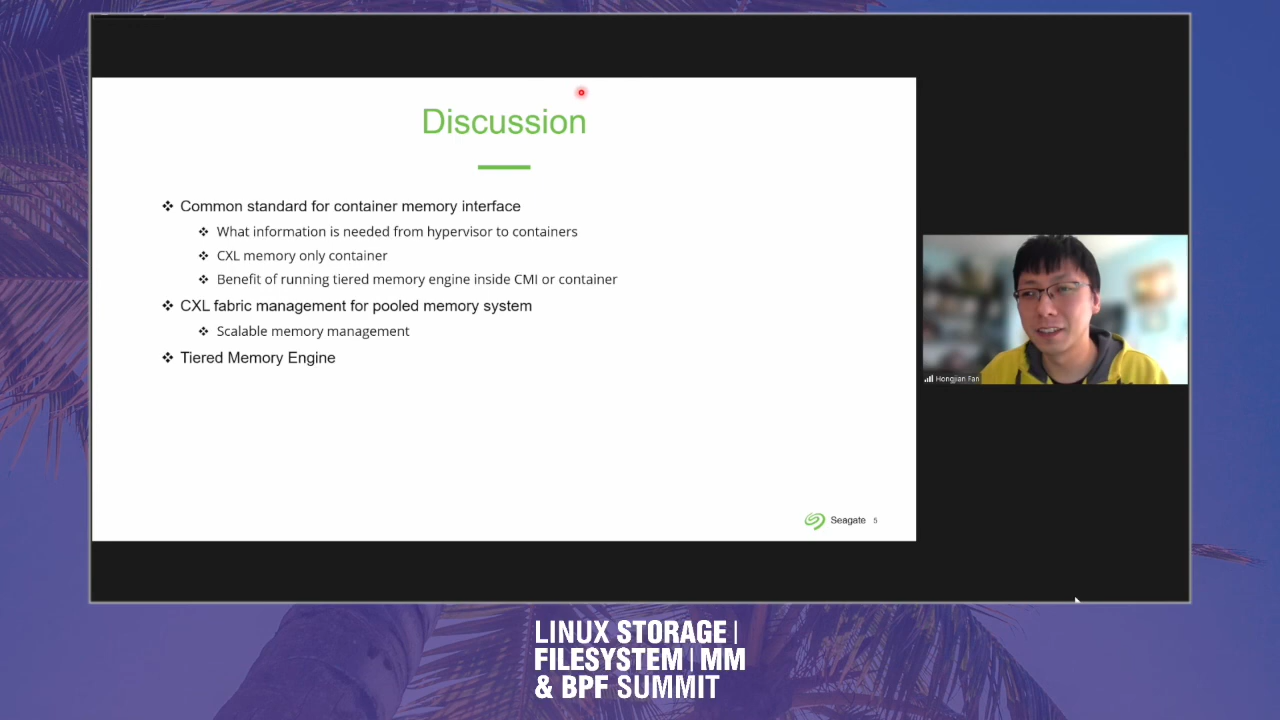 Discussion
❖ Common standard for container memory interface
❖ What information is needed from hypervisor to containers
❖ CXL memory only container
❖ Benefit of running tiered memory engine inside CMI or container
❖ CXL fabric management for pooled memory system
❖ Scalable memory management
❖ Tiered Memory Engine
Seagate 5
Hongjian Fan
LINUX STORAGE |
FILESYSTEM | MM
& BPF SUMMIT